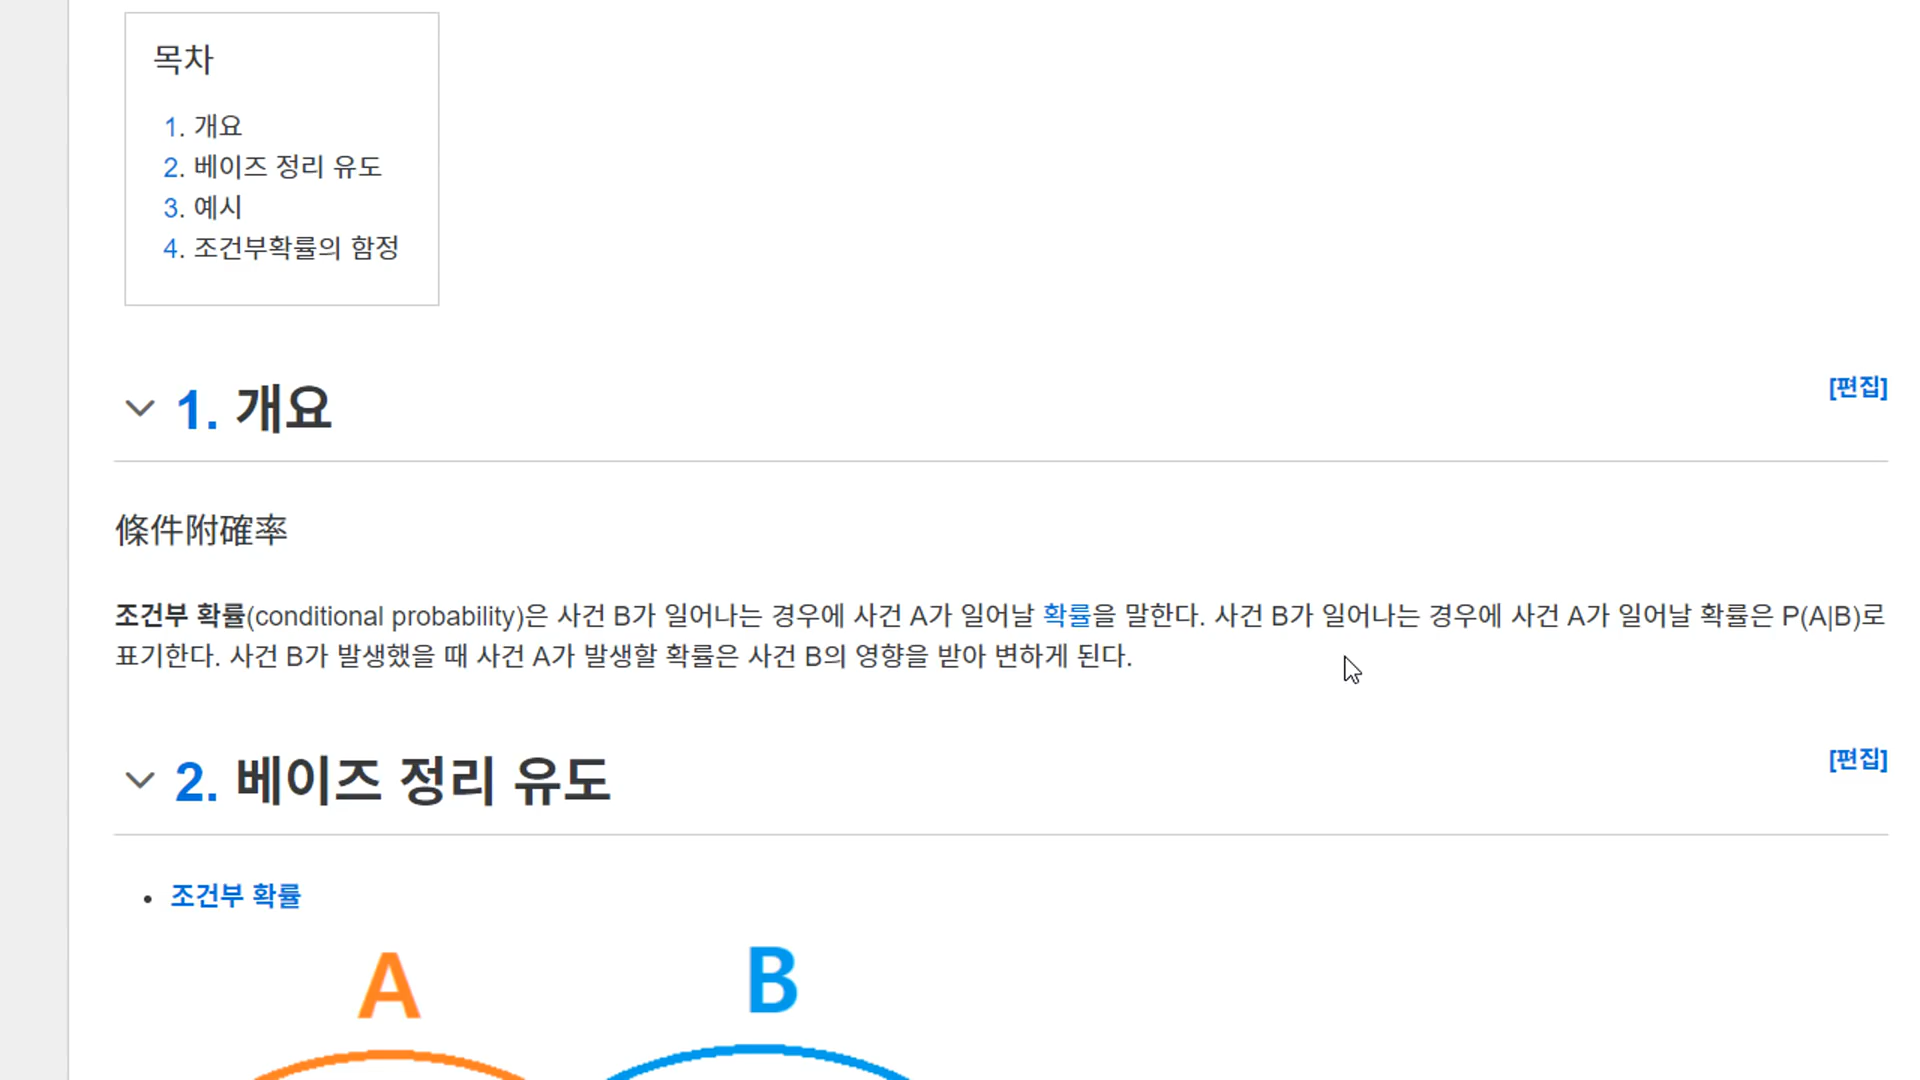 목차
1. 개요
2. 베이즈 정리 유도
3. 예시
4. 조건부확률의 함정
1. 개요
[편집]
條件附確率
조건부 확률(conditional probability)은 사건 B가 일어나는 경우에 사건 A가 일어날 확률을 말한다. 사건 B가 일어나는 경우에 사건 A가 일어날 확률은 P(A|B)로
표기한다. 사건 B가 발생했을 때 사건 A가 발생할 확률은 사건 B의 영향을 받아 변하게 된다.
2. 베이즈 정리 유도
[편집]
• 조건부 확률
A B